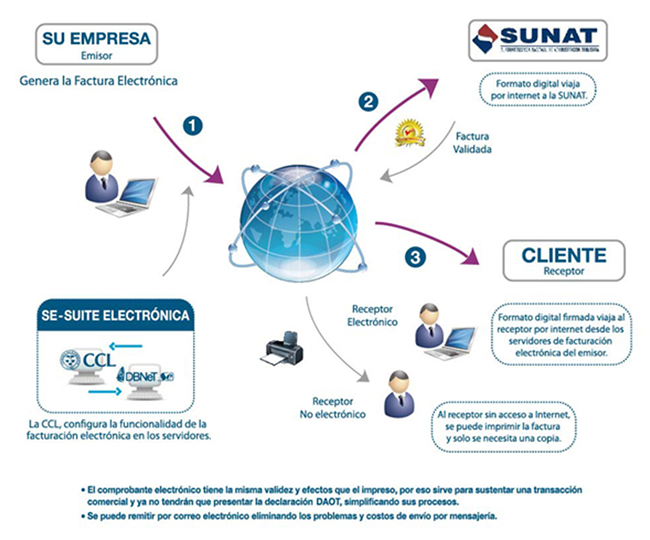 SU EMPRESA
Emisor
Genera la Factura Electrónica
1
2
SUNAT
Formato digital viaja
por internet a la SUNAT.
Factura
Validada
3
CLIENTE
Receptor
Formato digital firmada viaja al
receptor por internet desde los
servidores de facturación
electrónica del emisor.
Receptor
Electrónico
SE-SUITE ELECTRÓNICA
CCL
DBNeT
La CCL, configura la funcionalidad de la
facturación electrónica en los servidores.
Receptor
No electrónico
Al receptor sin acceso a Internet,
se puede imprimir la factura
y solo se necesita una copia.
• El comprobante electrónico tiene la misma validez y efectos que el impreso, por eso sirve para sustentar una transacción
comercial y ya no tendrán que presentar la declaración DAOT, simplificando sus procesos.
• Se puede remitir por correo electrónico eliminando los problemas y costos de envío por mensajería.